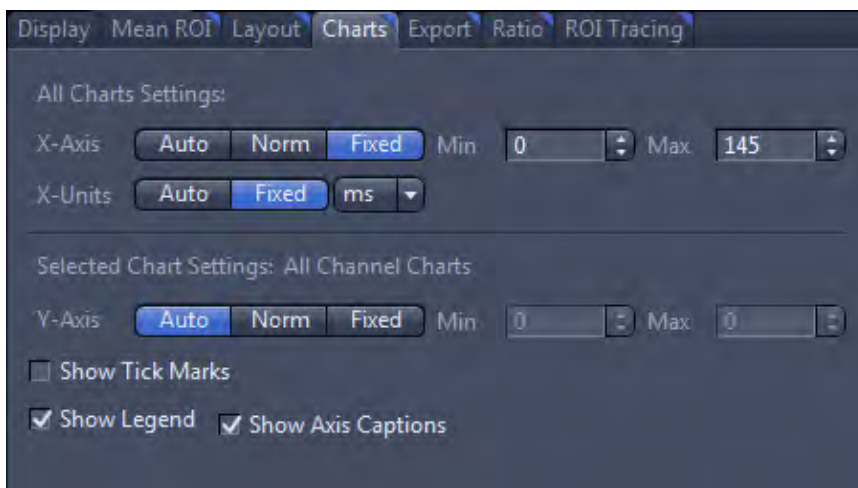 Display Mean ROI Layout Charts Export Ratio ROI Tracing
All Charts Settings:
X-Axis Auto Norm Fixed Min 0 Max 145
X-Units Auto Fixed ms
Selected Chart Settings: All Channel Charts
Y-Axis Auto Norm Fixed Min 0 Max 0
Show Tick Marks
Show Legend Show Axis Captions